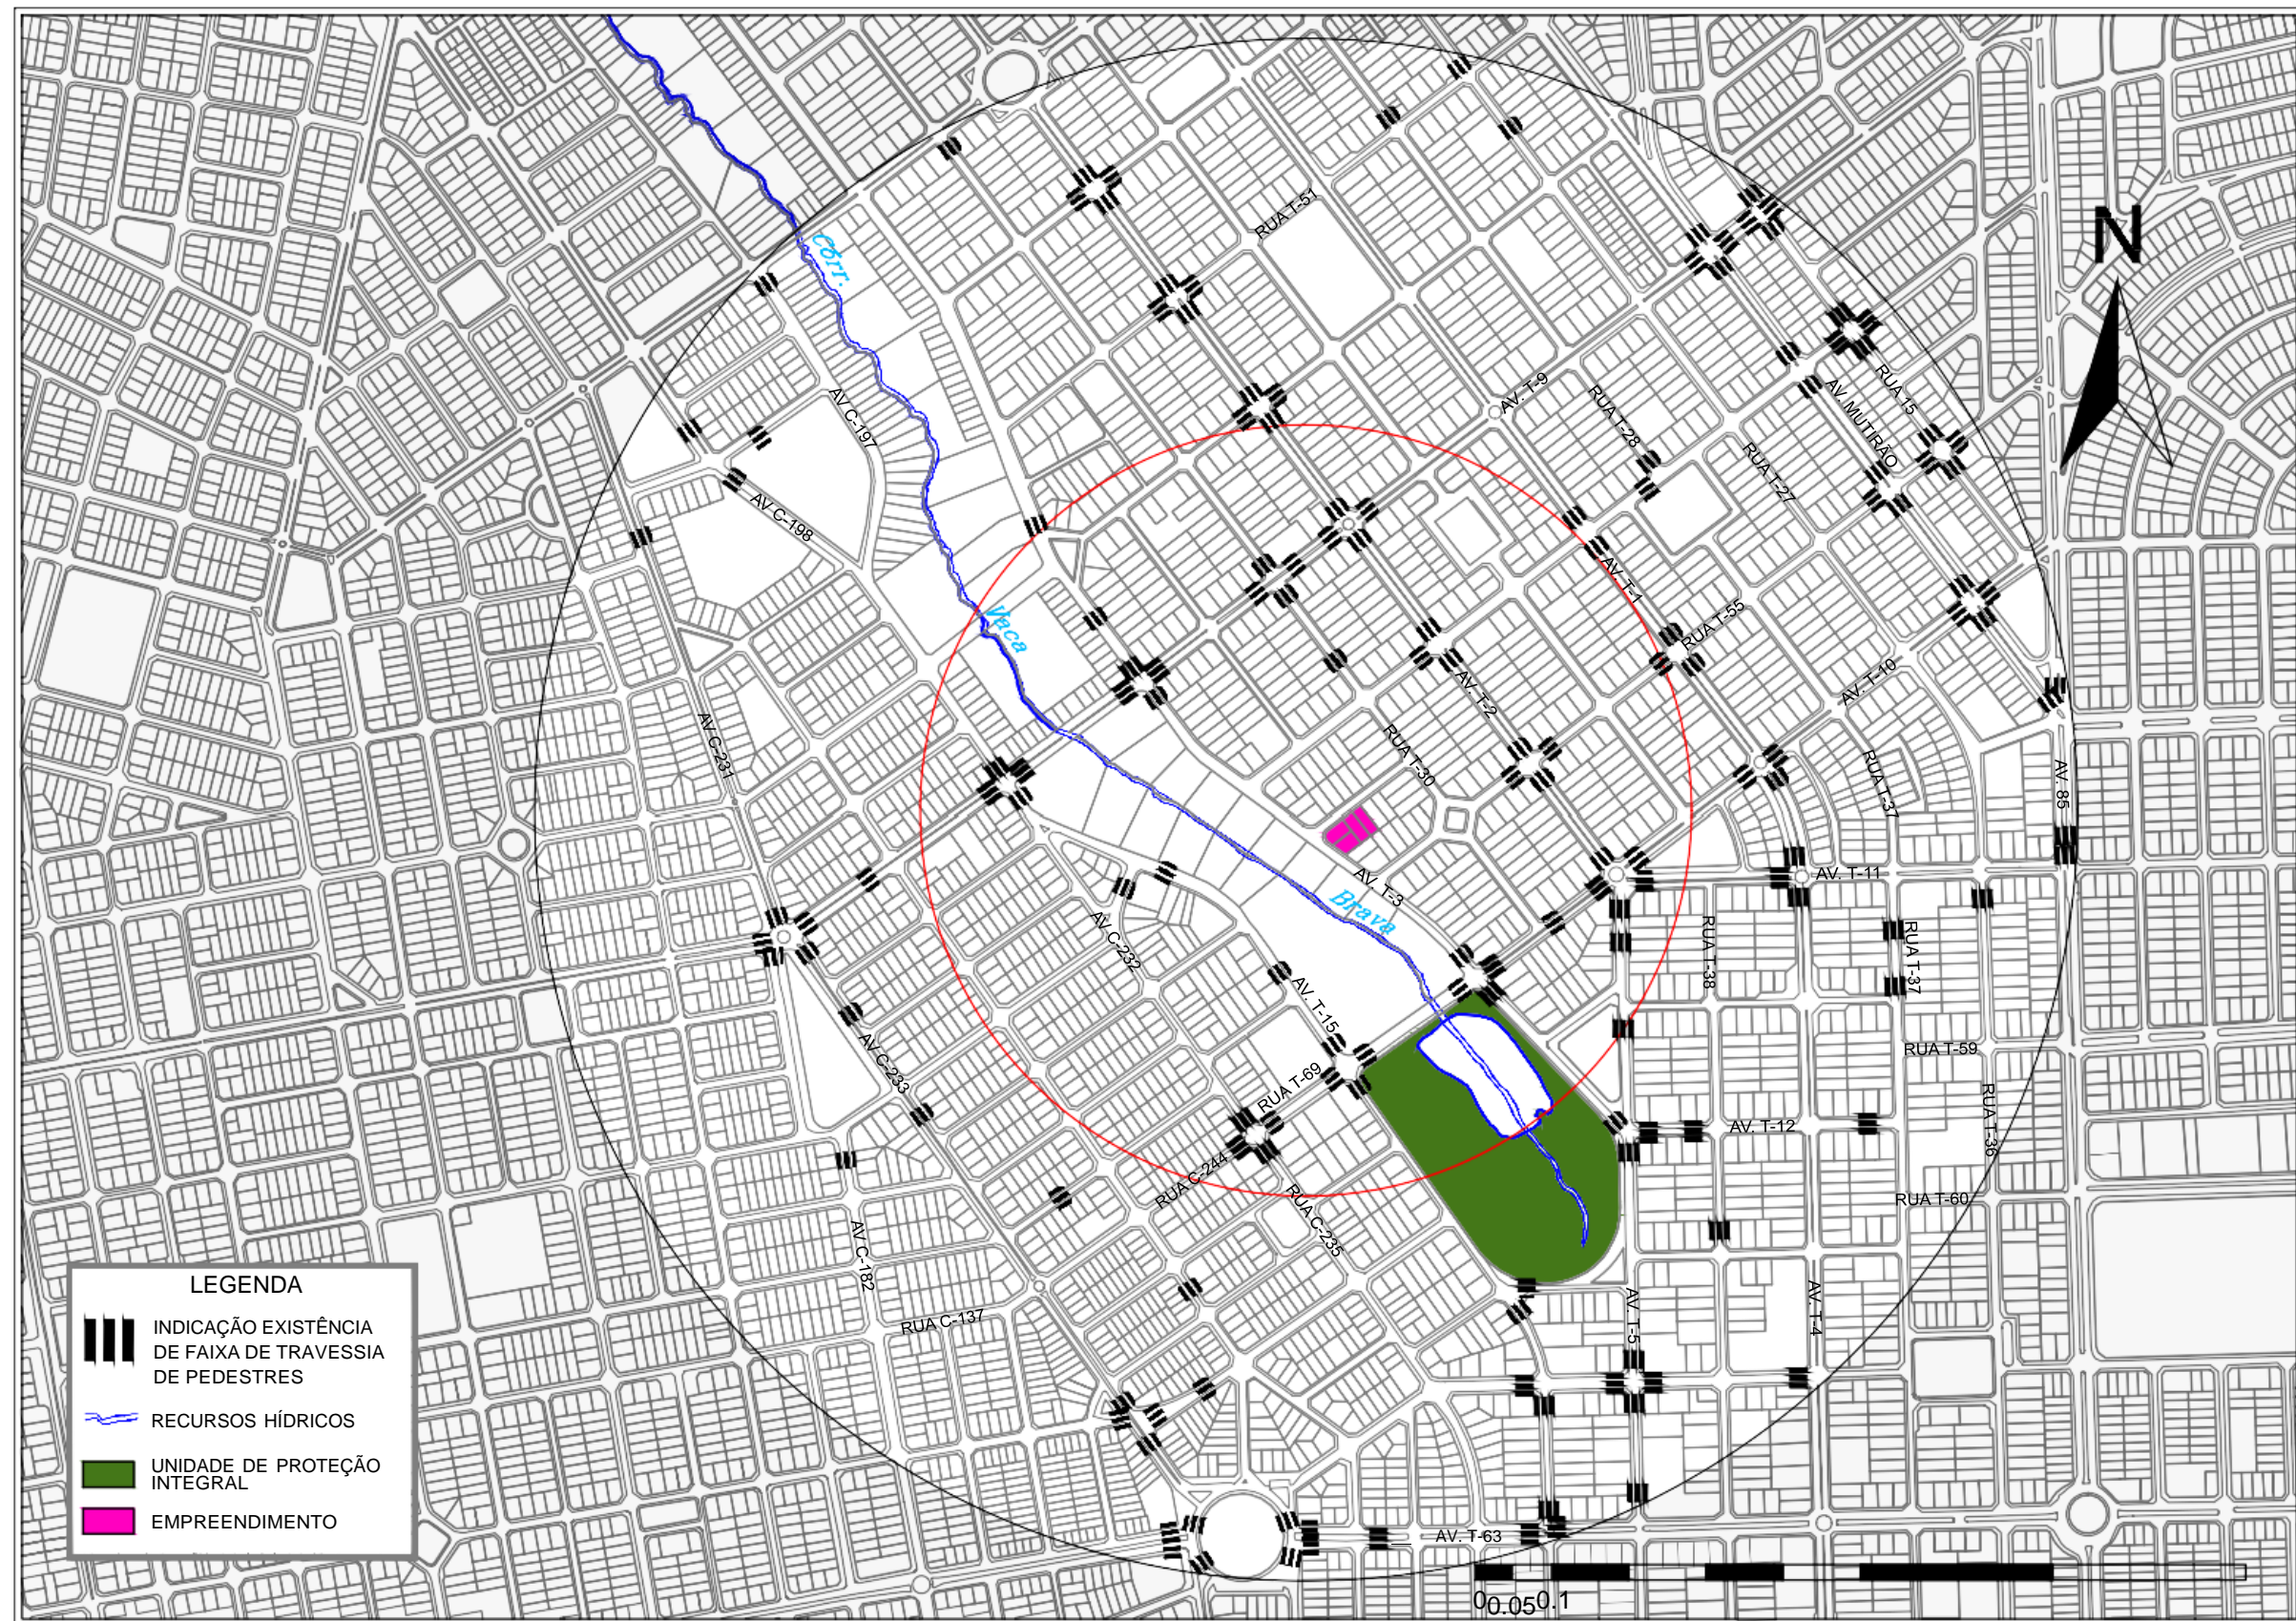 RUA T-51
N
Córr.
AV. T-9
RUA T-28
RUA 15
AV. MUTIRÃO
AV C-197
RUA T-27
AV C-198
AV. T-1
RUA T-55
Vaca
AV. T-10
AV. T-2
AV C-231
RUA T-30
RUA T-37
AV. 85
AV. T-3
AV. T-11
Brava
AV C-232
RUA T-38
RUA T-37
AV. T-15
AV C-233
RUA T-59
RUA T-69
RUA T-36
AV. T-12
RUA C-244
RUA C-235
RUA T-60
AV C-182
AV. T-5
AV. T-4
RUA C-137
AV. T-63
LEGENDA
INDICAÇÃO EXISTÊNCIA
DE FAIXA DE TRAVESSIA
DE PEDESTRES
RECURSOS HÍDRICOS
UNIDADE DE PROTEÇÃO
INTEGRAL
EMPREENDIMENTO
0 0.05 0.1